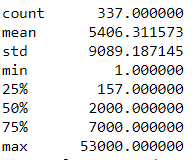 count 337.000000
mean 5406.311573
std 9089.187145
min 1.000000
25% 157.000000
50% 2000.000000
75% 7000.000000
max 53000.000000